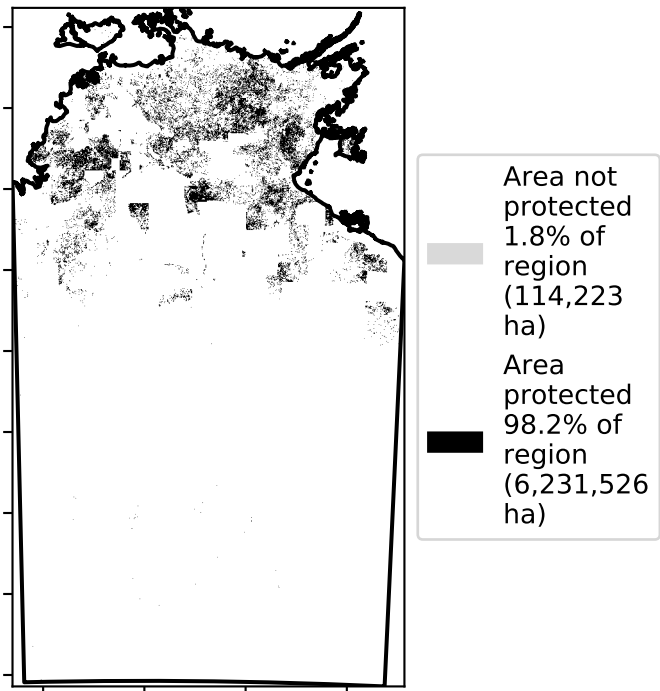 Area not
protected
1.8% of
region
(114,223
ha)
Area
protected
98.2% of
region
(6,231,526
ha)